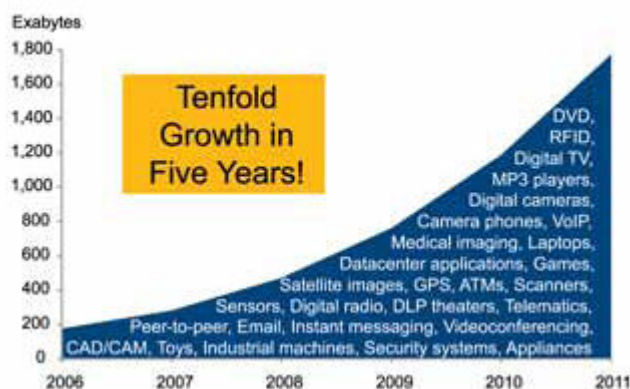 Exabytes
1,800
1,600
1,400
1,200
1,000
800
600
400
200
0
Tenfold
Growth in
Five Years!
DVD,
RFID,
Digital TV,
MP3 players,
Digital cameras,
Camera phones, VoIP,
Medical imaging, Laptops,
Datacenter applications, Games,
Satellite images, GPS, ATMs, Scanners,
Sensors, Digital radio, DLP theaters, Telematics,
Peer-to-peer, Email, Instant messaging, Videoconferencing,
CAD/CAM, Toys, Industrial machines, Security systems, Appliances
2006 2007 2008 2009 2010 2011